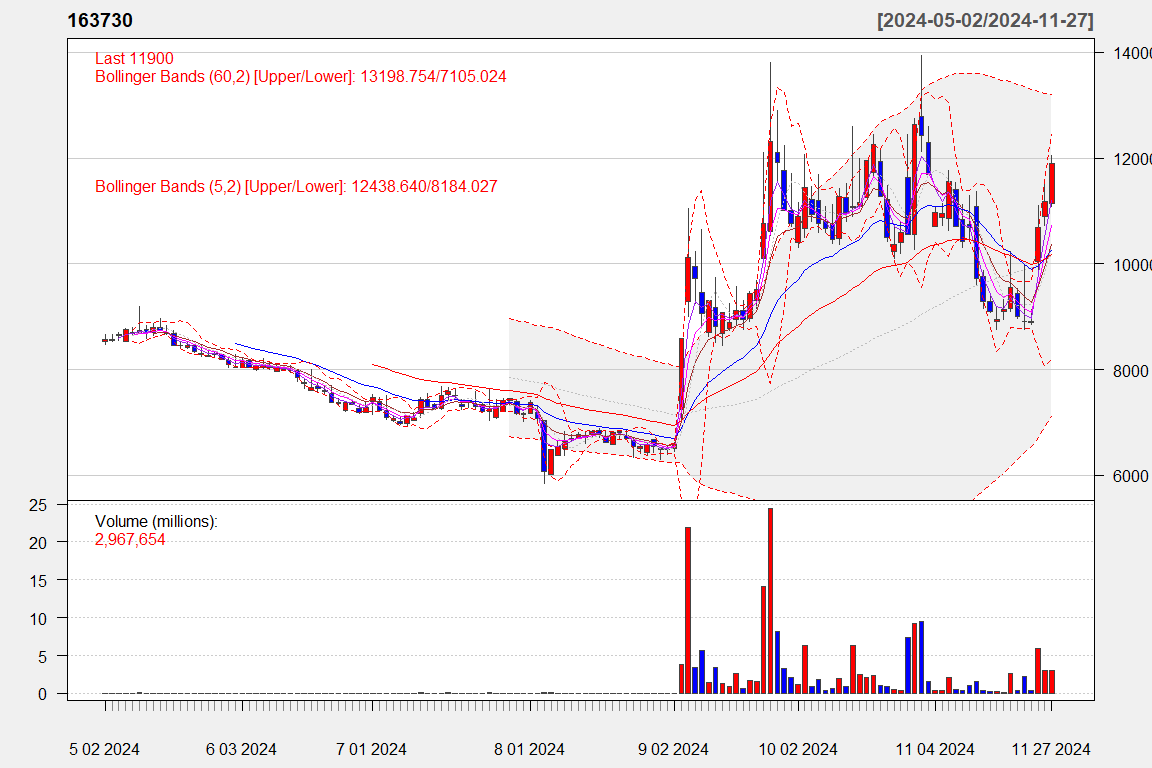 163730 [2024-05-02/2024-11-27]
Last 11900
Bollinger Bands (60,2) [Upper/Lower]: 13198.754/7105.024
Bollinger Bands (5,2) [Upper/Lower]: 12438.640/8184.027
14000
12000
10000
8000
6000
Volume (millions):
2,967,654
25
20
15
10
5
0
5 02 2024 6 03 2024 7 01 2024 8 01 2024 9 02 2024 10 02 2024 11 04 2024 11 27 2024